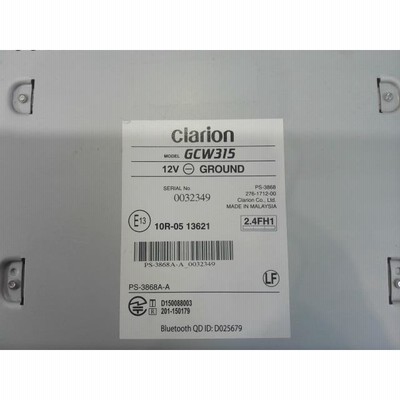 Clarion
MODEL GCW315
12V ⊖ GROUND
SERIAL No.
0032349
PS-3868
276-1712-00
Clarion Co., Ltd.
MADE IN MALAYSIA
E13 10R-05 13621
2.4FH1
PS-3868A-A_0032349
PS-3868A-A
LF
T D150088003
R 201-150179
Bluetooth QD ID: D025679